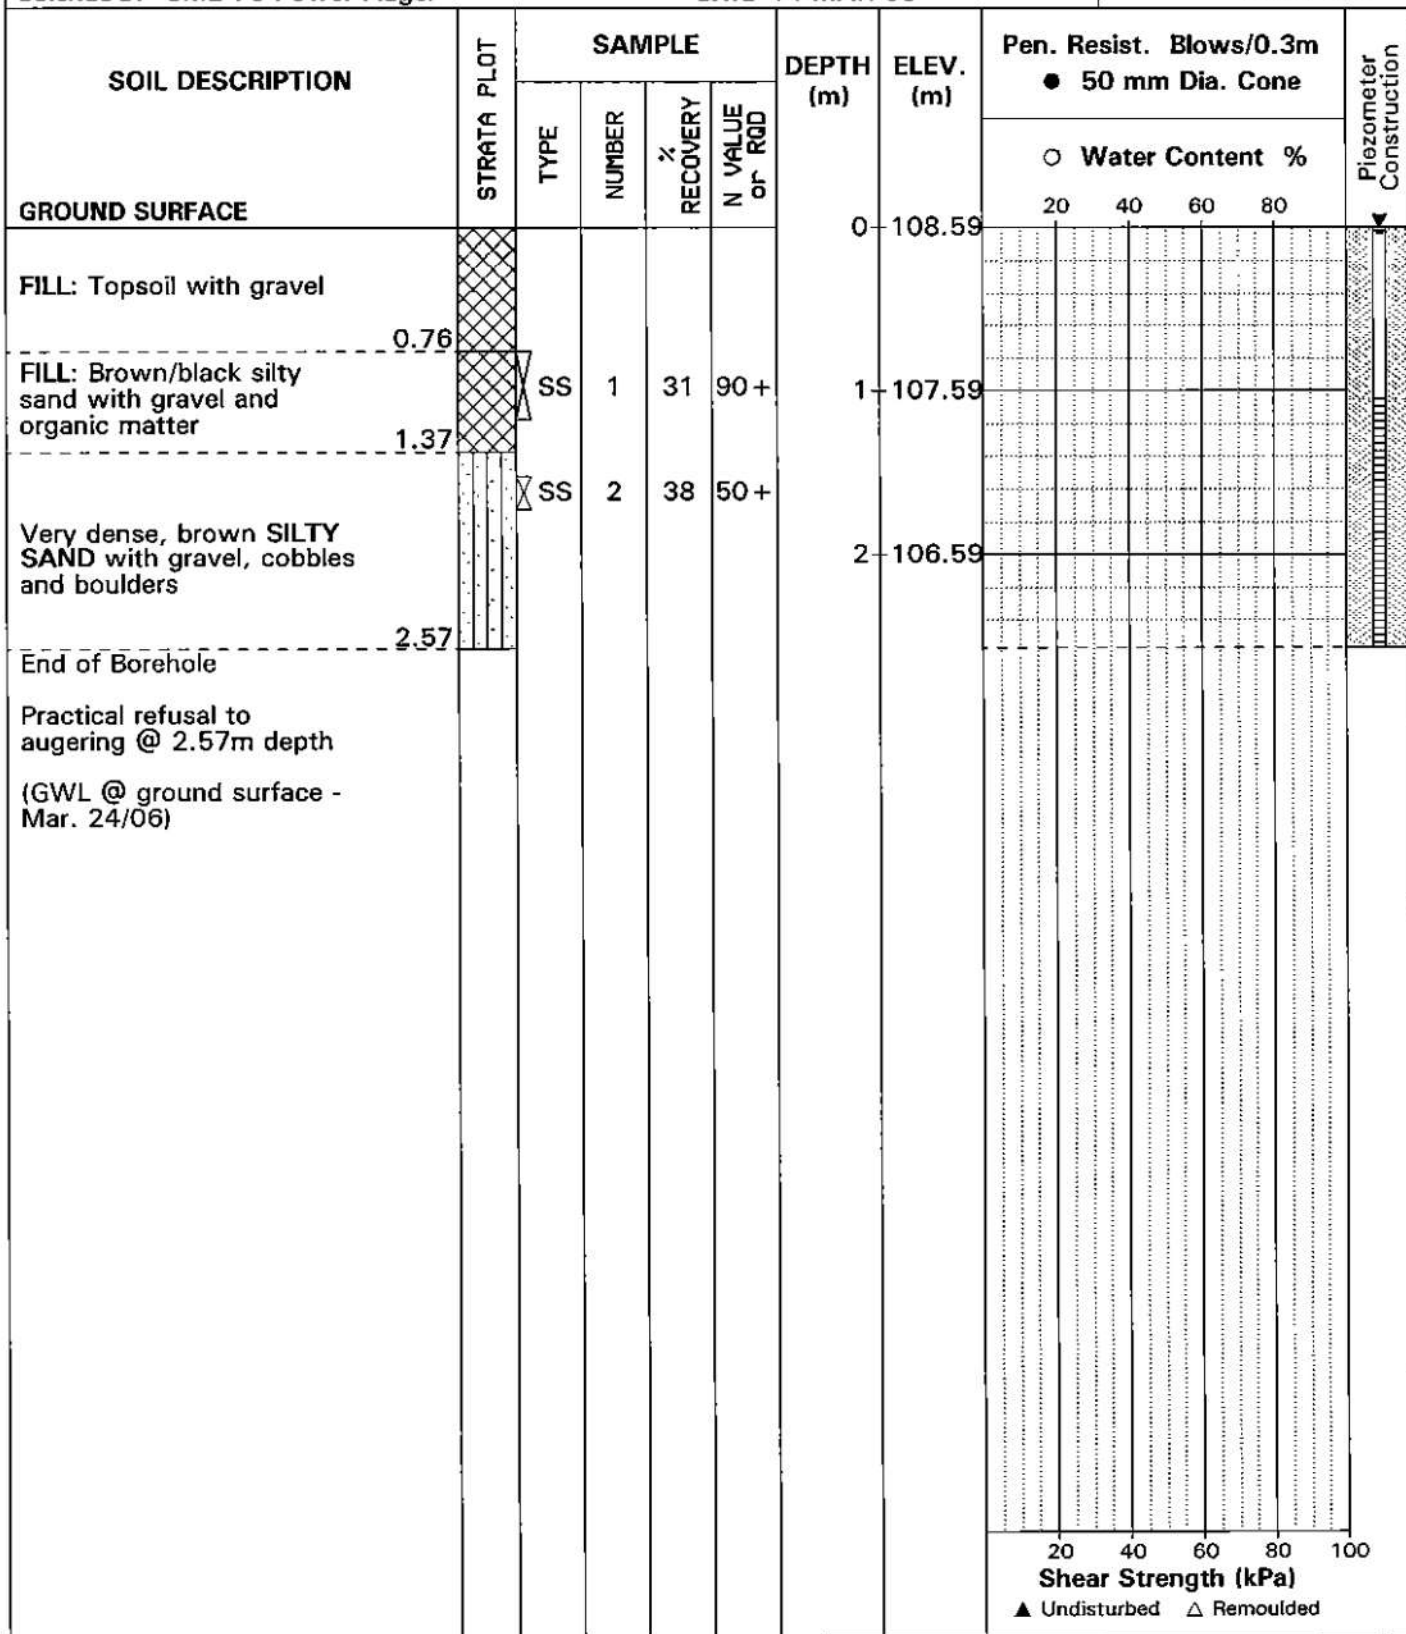 SOIL DESCRIPTION
GROUND SURFACE
STRATA PLOT
SAMPLE
TYPE
NUMBER
%
RECOVERY
N VALUE
or RQD
DEPTH
(m)
ELEV.
(m)
Pen. Resist. Blows/0.3m
● 50 mm Dia. Cone
○ Water Content %
20 40 60 80
Piezometer
Construction
0 108.59
FILL: Topsoil with gravel
0.76
FILL: Brown/black silty
sand with gravel and
organic matter
1.37
SS 1 31 90+
1 107.59
SS 2 38 50+
Very dense, brown SILTY
SAND with gravel, cobbles
and boulders
2.57
2 106.59
End of Borehole
Practical refusal to
augering @ 2.57m depth
(GWL @ ground surface -
Mar. 24/06)
20 40 60 80 100
Shear Strength (kPa)
▲ Undisturbed △ Remoulded